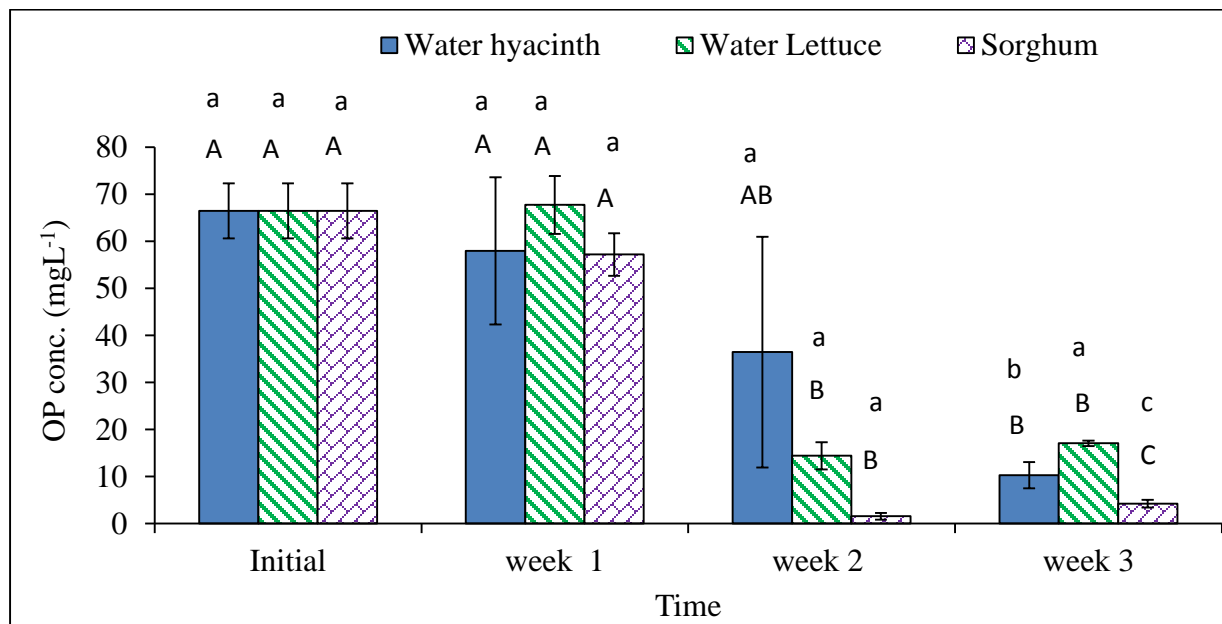 Water hyacinth Water Lettuce Sorghum
a a a a a a a
A A A A A A AB
80
70
60
50
40
30
20
10
0
OP conc. (mgL-1)
a a b a c
B B B B C
Initial week 1 week 2 week 3
Time